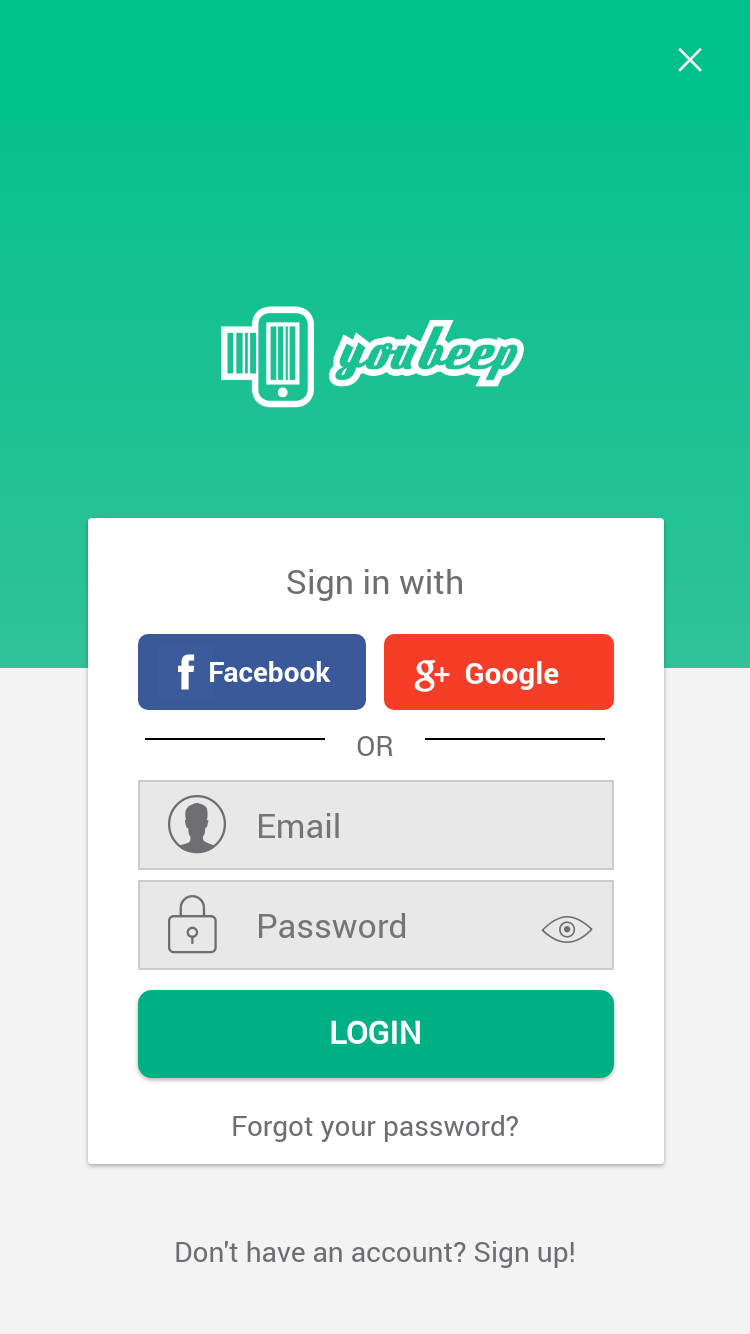 youbeep
Sign in with
f Facebook
g+ Google
OR
Email
Password
LOGIN
Forgot your password?
Don't have an account? Sign up!